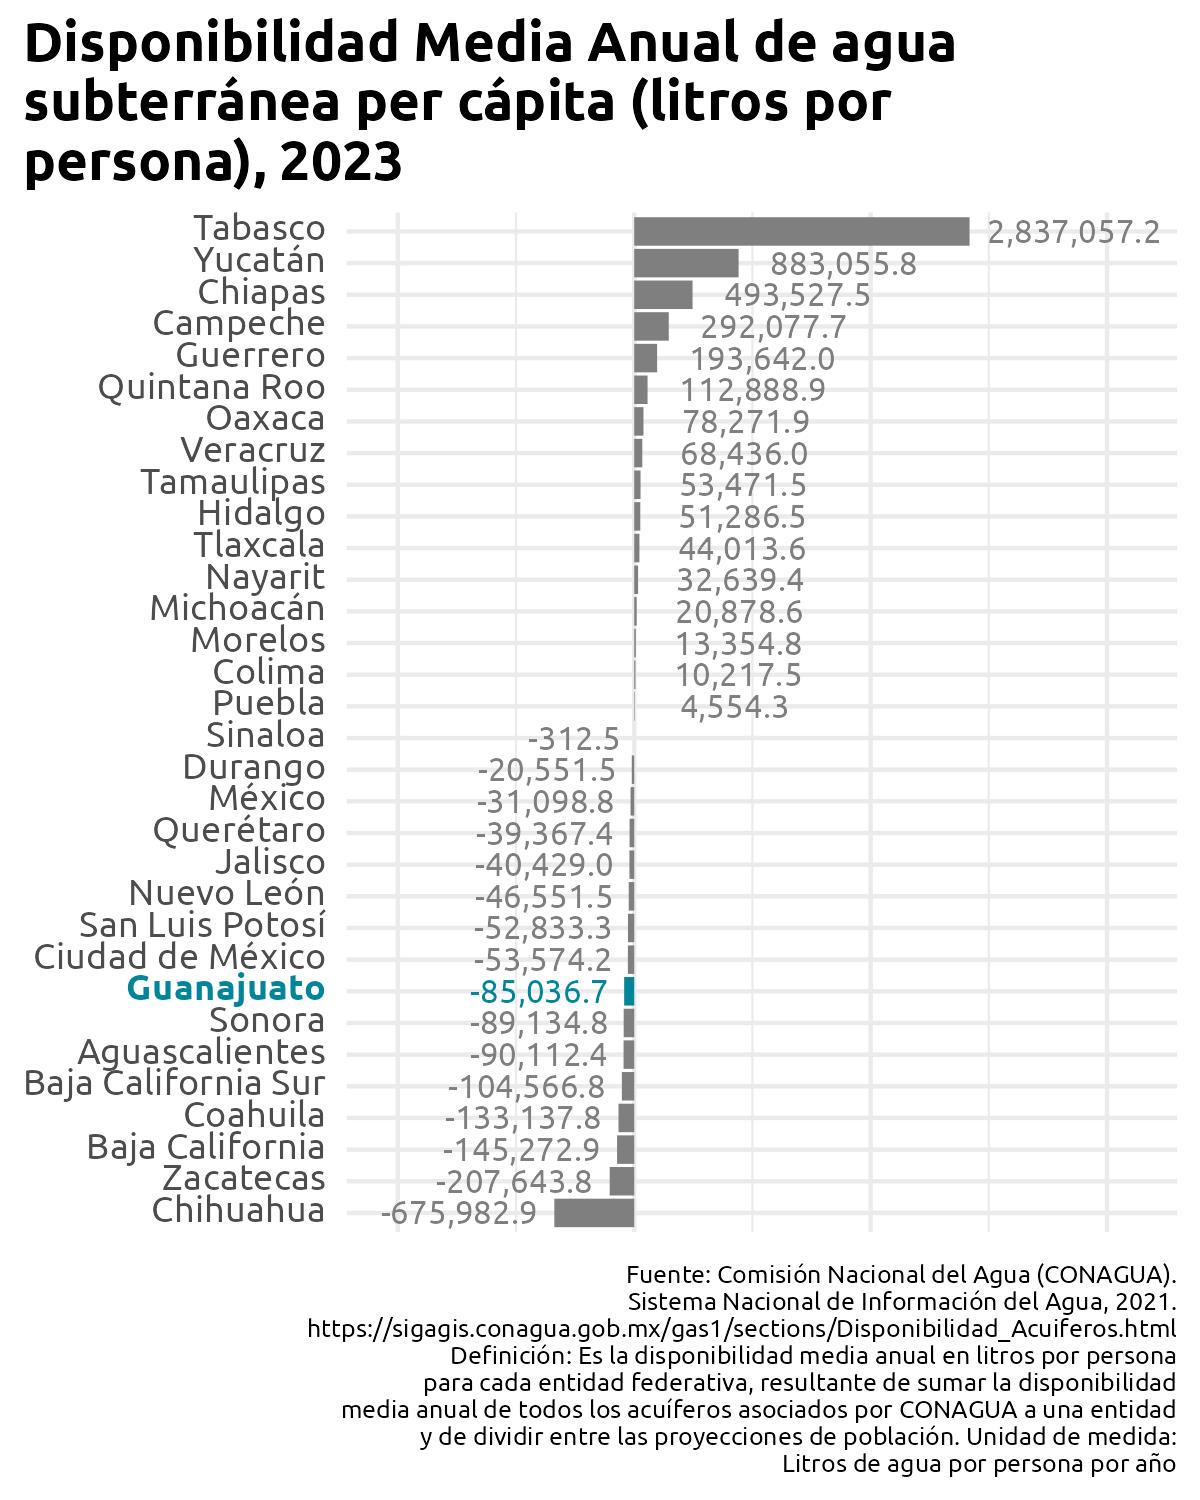 Disponibilidad Media Anual de agua
subterránea per cápita (litros por
persona), 2023
Tabasco 2,837,057.2
Yucatán 883,055.8
Chiapas 493,527.5
Campeche 292,077.7
Guerrero 193,642.0
Quintana Roo 112,888.9
Oaxaca 78,271.9
Veracruz 68,436.0
Tamaulipas 53,471.5
Hidalgo 51,286.5
Tlaxcala 44,013.6
Nayarit 32,639.4
Michoacán 20,878.6
Morelos 13,354.8
Colima 10,217.5
Puebla 4,554.3
Sinaloa -312.5
Durango -20,551.5
México -31,098.8
Querétaro -39,367.4
Jalisco -40,429.0
Nuevo León -46,551.5
San Luis Potosí -52,833.3
Ciudad de México -53,574.2
Guanajuato -85,036.7
Sonora -89,134.8
Aguascalientes -90,112.4
Baja California Sur -104,566.8
Coahuila -133,137.8
Baja California -145,272.9
Zacatecas -207,643.8
Chihuahua -675,982.9
Fuente: Comisión Nacional del Agua (CONAGUA).
Sistema Nacional de Información del Agua, 2021.
https://sigagis.conagua.gob.mx/gas1/sections/Disponibilidad_Acuiferos.html
Definición: Es la disponibilidad media anual en litros por persona
para cada entidad federativa, resultante de sumar la disponibilidad
media anual de todos los acuíferos asociados por CONAGUA a una entidad
y de dividir entre las proyecciones de población. Unidad de medida:
Litros de agua por persona por año